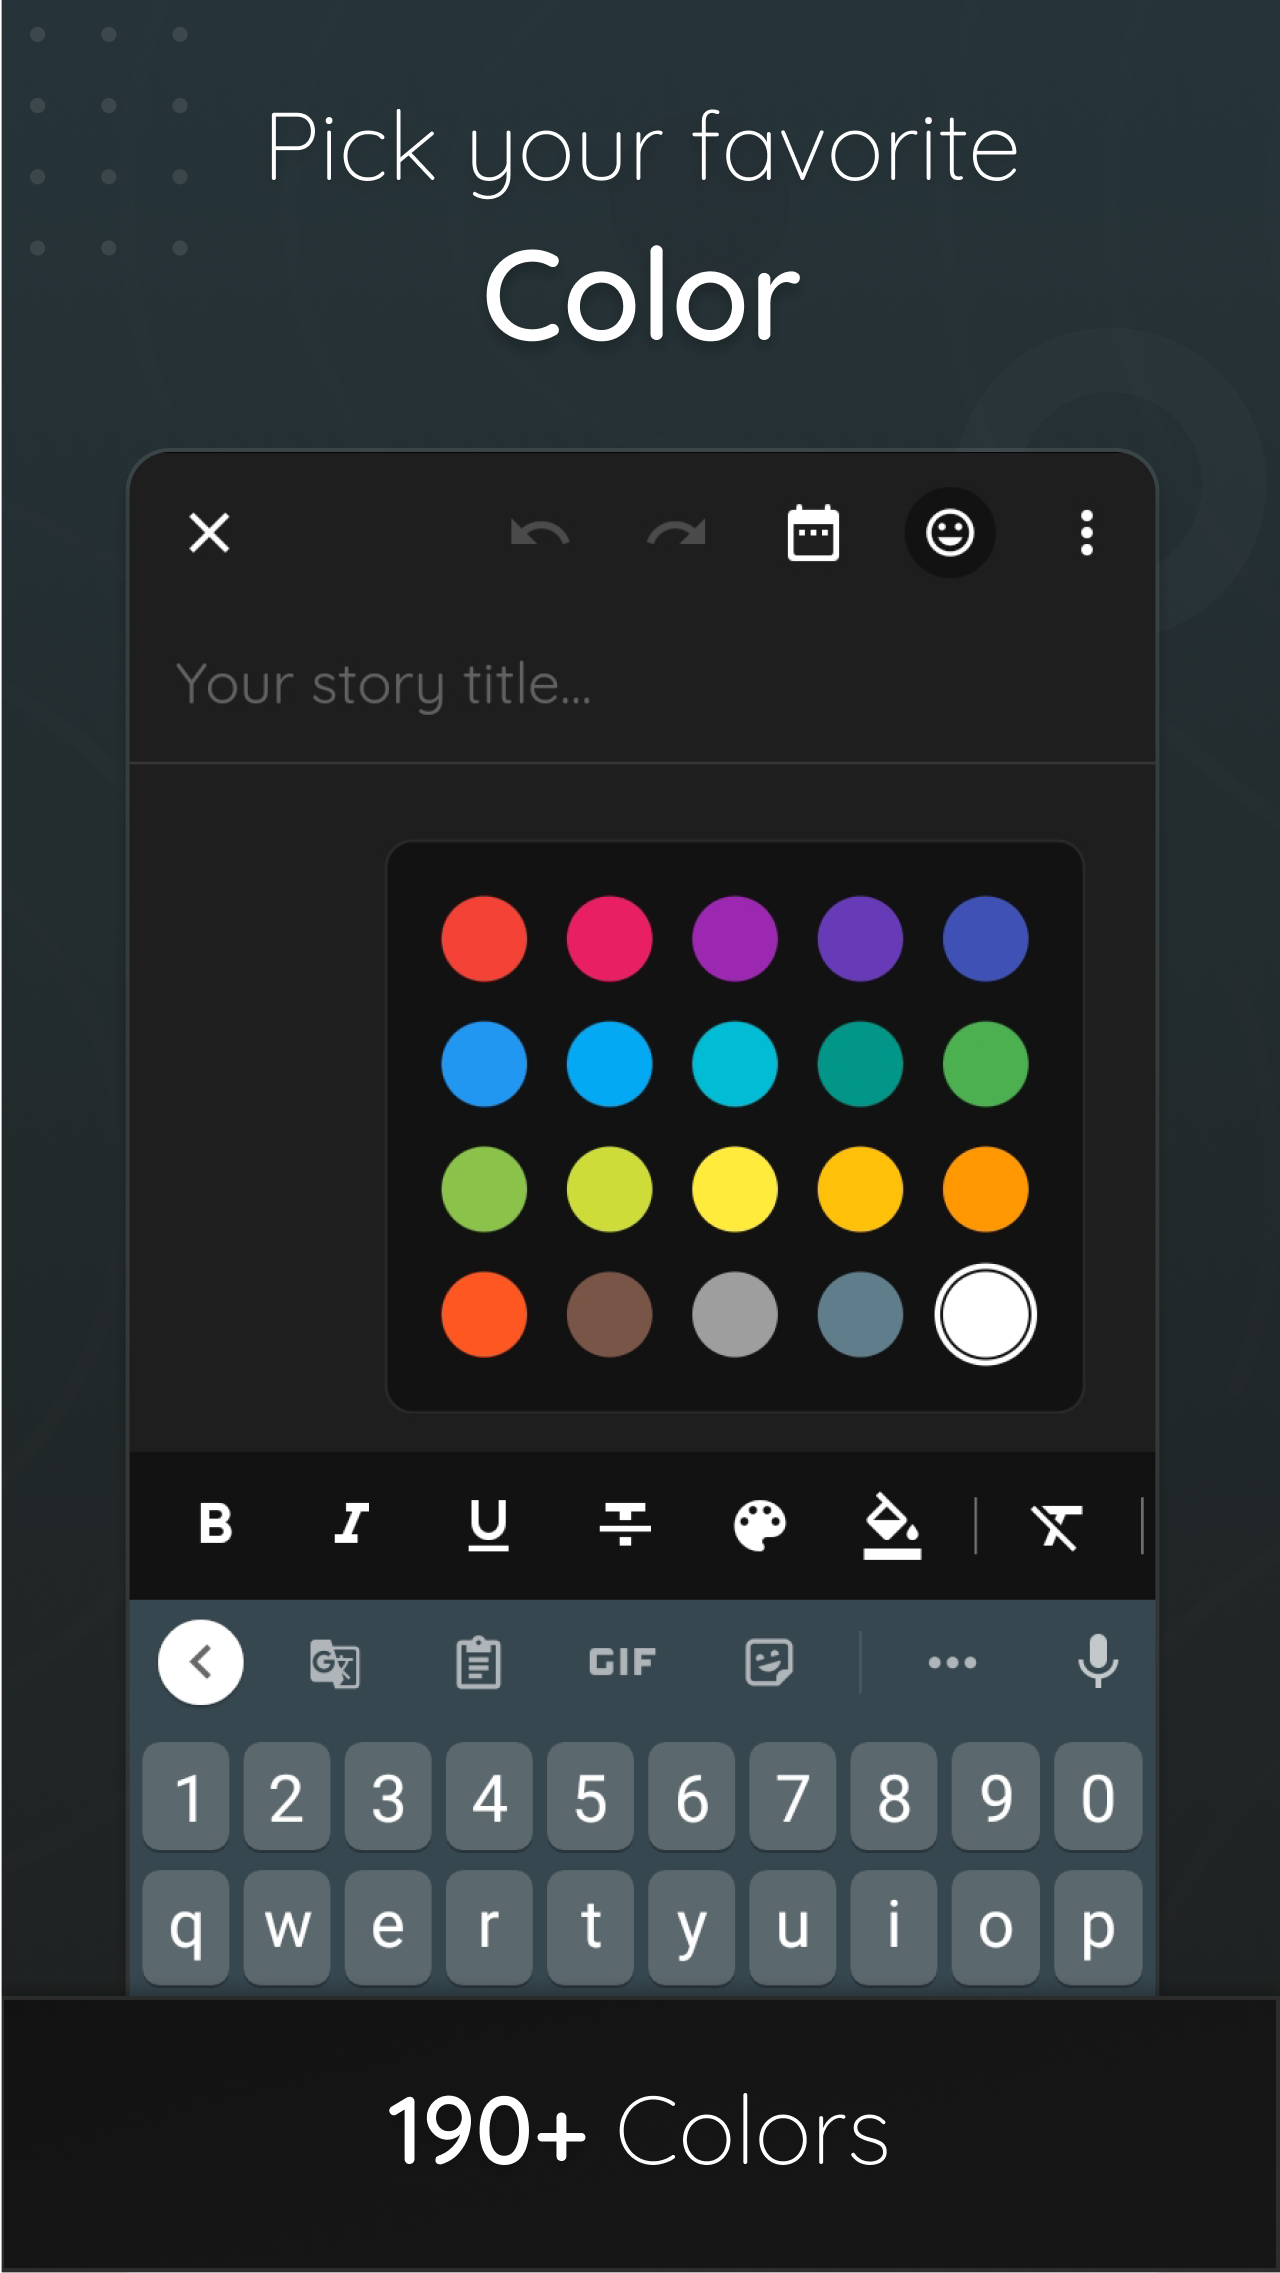 Pick your favorite
Color
Your story title...
B I U T
G 文 GIF
1 2 3 4 5 6 7 8 9 0
q w e r t y u i o p
190+ Colors